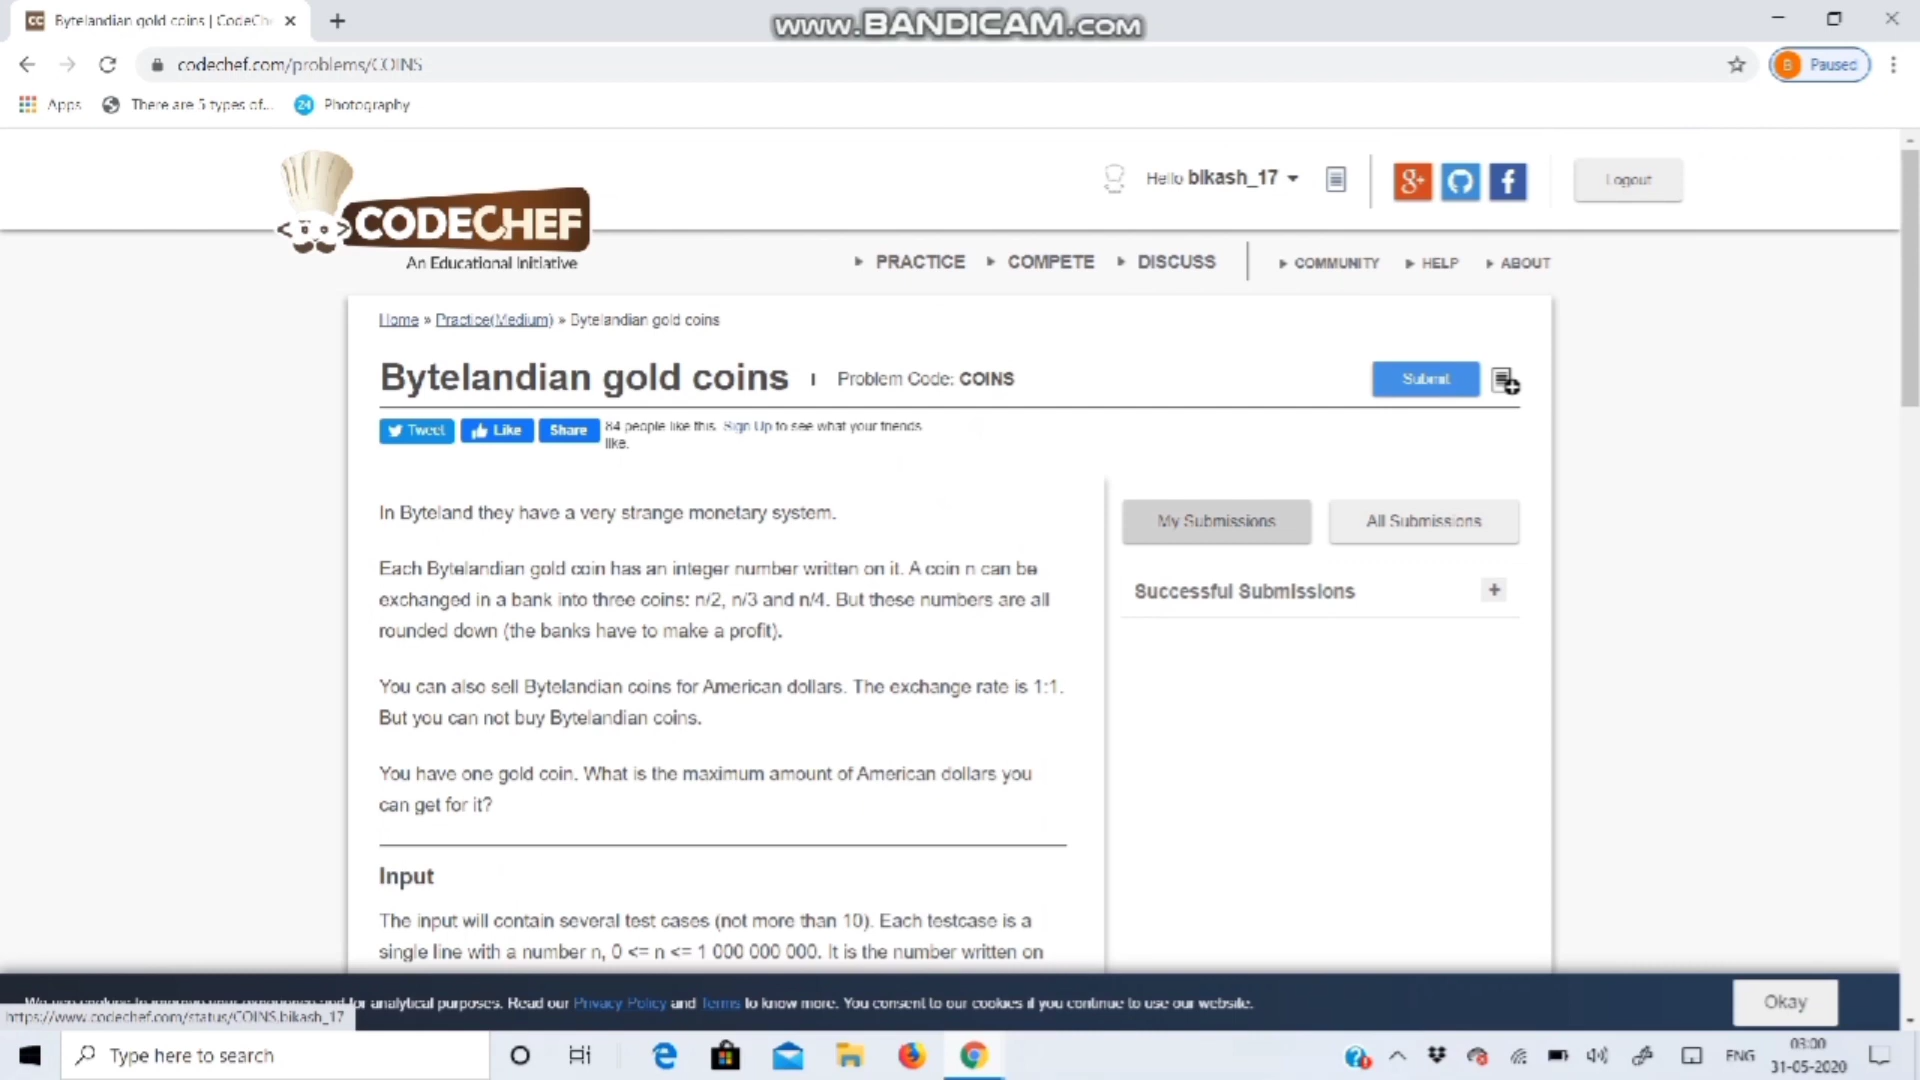 www.BANDICAM.com
Bytelandian gold coins | CodeChe
codechef.com/problems/COINS
Paused
Apps
There are 5 types of...
Photography
Hello bikash_17
Logout
CODECHEF
An Educational Initiative
PRACTICE
COMPETE
DISCUSS
COMMUNITY
HELP
ABOUT
Home » Practice(Medium) » Bytelandian gold coins
Bytelandian gold coins
Problem Code: COINS
Submit
Tweet
Like
Share
84 people like this. Sign Up to see what your friends
like.
In Byteland they have a very strange monetary system.
Each Bytelandian gold coin has an integer number written on it. A coin n can be
exchanged in a bank into three coins: n/2, n/3 and n/4. But these numbers are all
rounded down (the banks have to make a profit).
You can also sell Bytelandian coins for American dollars. The exchange rate is 1:1.
But you can not buy Bytelandian coins.
You have one gold coin. What is the maximum amount of American dollars you
can get for it?
Input
The input will contain several test cases (not more than 10). Each testcase is a
single line with a number n, 0 <= n <= 1 000 000 000. It is the number written on
My Submissions
All Submissions
Successful Submissions
We use cookies to improve your experience and for analytical purposes. Read our Privacy Policy and Terms to know more. You consent to our cookies if you continue to use our website.
Okay
https://www.codechef.com/status/COINS,bikash_17
Type here to search
ENG
03:00
31-05-2020